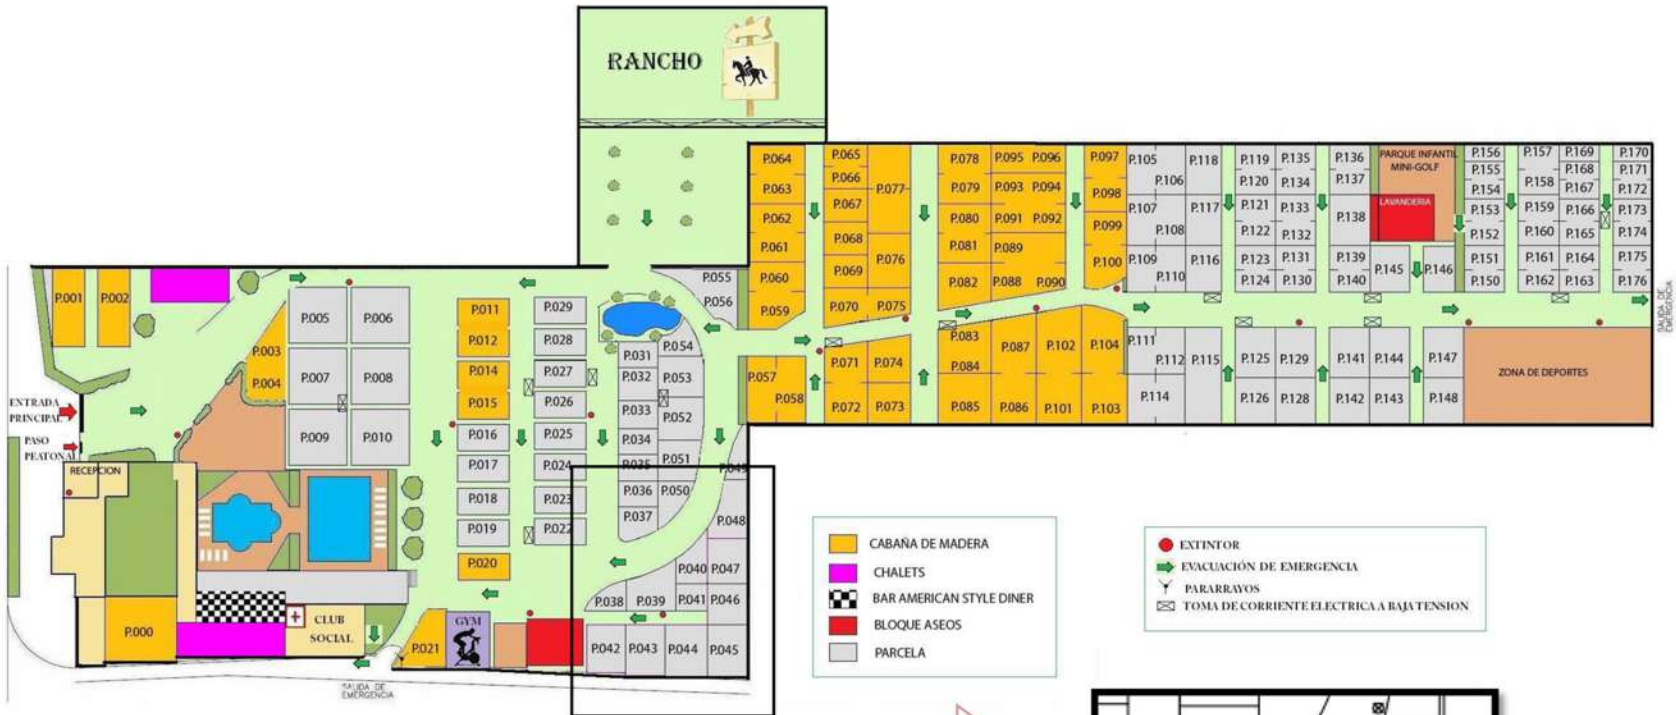 RANCHO
P.064
P.063
P.062
P.061
P.060
P.059
P.065
P.066
P.067
P.068
P.069
P.070
P.077
P.076
P.075
P.078
P.079
P.080
P.081
P.082
P.095 P.096
P.093 P.094
P.091 P.092
P.089
P.088 P.090
P.097
P.098
P.099
P.100
P.105
P.106
P.107
P.108
P.109
P.110
P.118
P.117
P.116
P.119 P.135
P.120 P.134
P.121 P.133
P.122 P.132
P.123 P.131
P.124 P.130
P.136
P.137
P.138
P.139
P.140
PARQUE INFANTIL
MINI-GOLF
LAVANDERIA
P.145 P.146
P.156
P.155
P.154
P.153
P.152
P.151
P.150
P.157
P.158
P.159
P.160
P.161
P.162
P.169
P.168
P.167
P.166
P.165
P.164
P.163
P.170
P.171
P.172
P.173
P.174
P.175
P.176
SALIDA DE
EMERGENCIA
P.057
P.058
P.071 P.074
P.072 P.073
P.083
P.084
P.085
P.087
P.086
P.102
P.101
P.104
P.103
P.111
P.112
P.114
P.115
P.125 P.129
P.126 P.128
P.141 P.144
P.142 P.143
P.147
P.148
ZONA DE DEPORTES
P.001 P.002
P.003
P.004
P.005 P.006
P.007 P.008
P.009 P.010
P.011
P.012
P.014
P.015
P.016
P.017
P.018
P.019
P.020
P.029
P.028
P.027
P.026
P.025
P.024
P.023
P.022
P.055
P.056
P.054
P.053
P.052
P.051
P.050
P.031
P.032
P.033
P.034
P.035
P.036
P.037
P.049
P.048
P.040 P.047
P.038 P.039 P.041 P.046
P.042 P.043 P.044 P.045
ENTRADA
PRINCIPAL
PASO
PEATONAL
RECEPCION
P.000
CLUB
SOCIAL
P.021
GYM
SALIDA DE
EMERGENCIA
CABAÑA DE MADERA
CHALETS
BAR AMERICAN STYLE DINER
BLOQUE ASEOS
PARCELA
EXTINTOR
EVACUACIÓN DE EMERGENCIA
PARARRAYOS
TOMA DE CORRIENTE ELECTRICA A BAJA TENSION